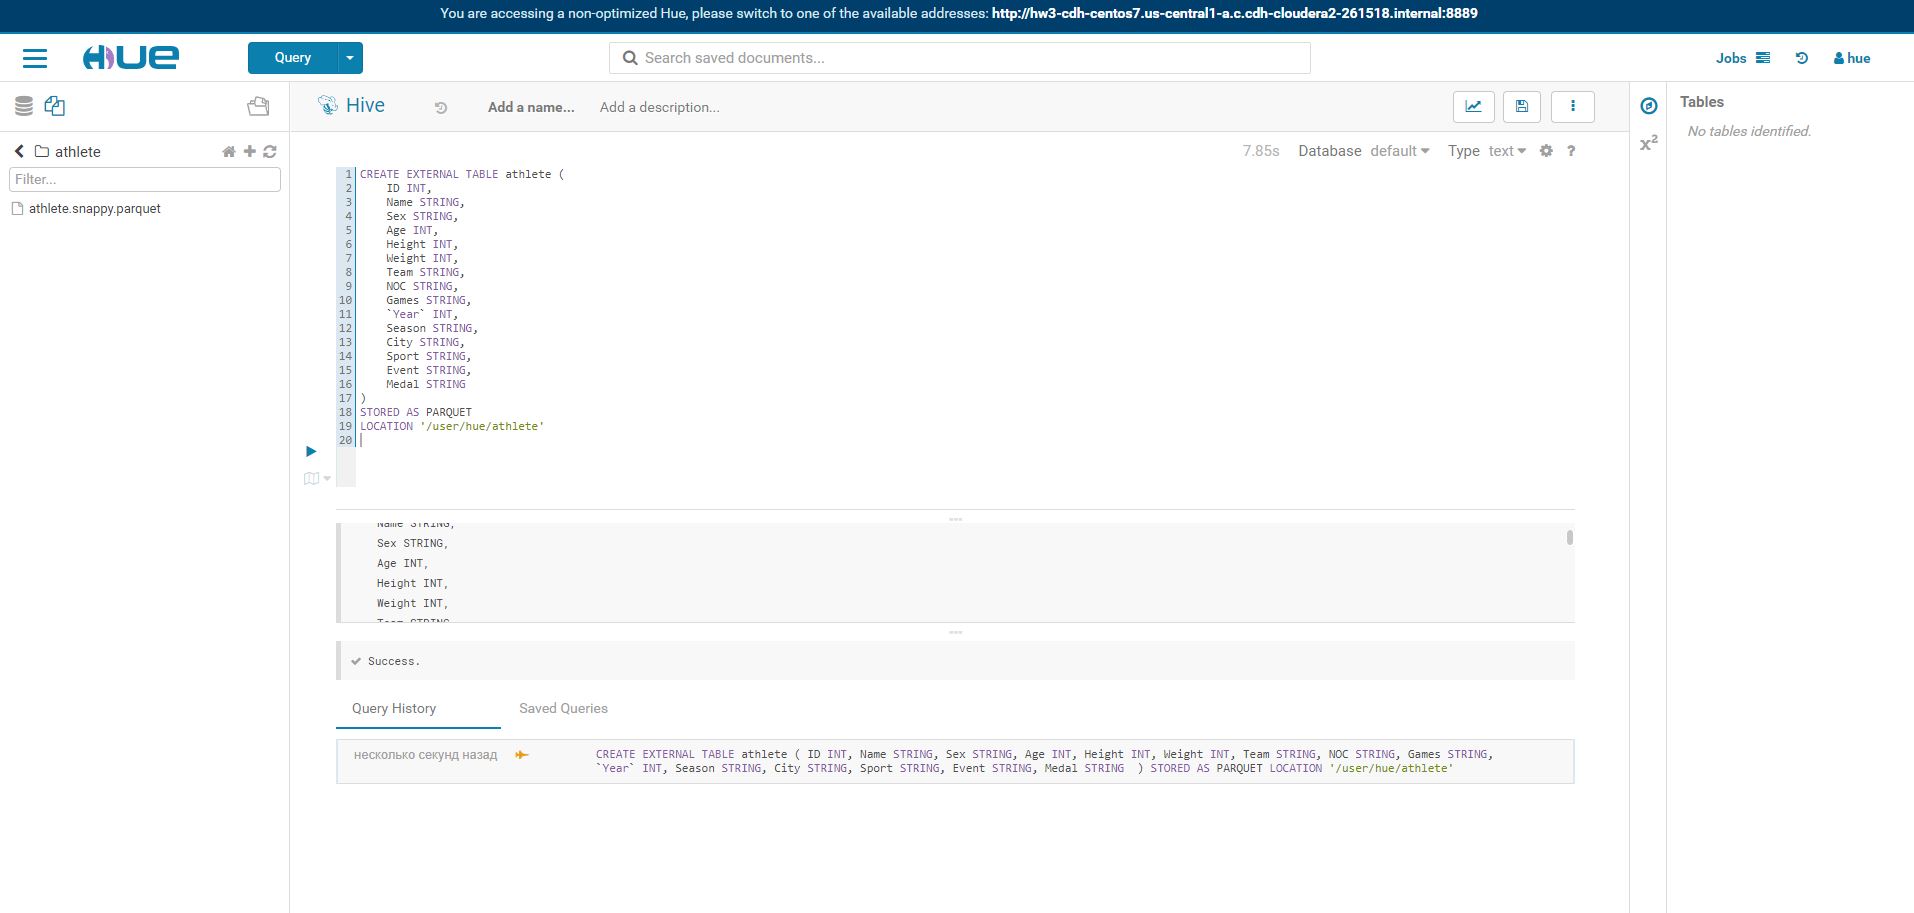 You are accessing a non-optimized Hue, please switch to one of the available addresses: http://hw3-cdh-centos7.us-central1-a.c.cdh-cloudera2-261518.internal:8889
HUE
Query
Search saved documents...
Jobs
hue
Hive
Add a name...
Add a description...
Tables
No tables identified.
x²
athlete
Filter...
athlete.snappy.parquet
7.85s Database default Type text ?
1 CREATE EXTERNAL TABLE athlete (
2 ID INT,
3 Name STRING,
4 Sex STRING,
5 Age INT,
6 Height INT,
7 Weight INT,
8 Team STRING,
9 NOC STRING,
10 Games STRING,
11 `Year` INT,
12 Season STRING,
13 City STRING,
14 Sport STRING,
15 Event STRING,
16 Medal STRING
17 )
18 STORED AS PARQUET
19 LOCATION '/user/hue/athlete'
20
Name STRING,
Sex STRING,
Age INT,
Height INT,
Weight INT,
Team STRING
Success.
Query History
Saved Queries
несколько секунд назад
CREATE EXTERNAL TABLE athlete ( ID INT, Name STRING, Sex STRING, Age INT, Height INT, Weight INT, Team STRING, NOC STRING, Games STRING,
`Year` INT, Season STRING, City STRING, Sport STRING, Event STRING, Medal STRING ) STORED AS PARQUET LOCATION '/user/hue/athlete'